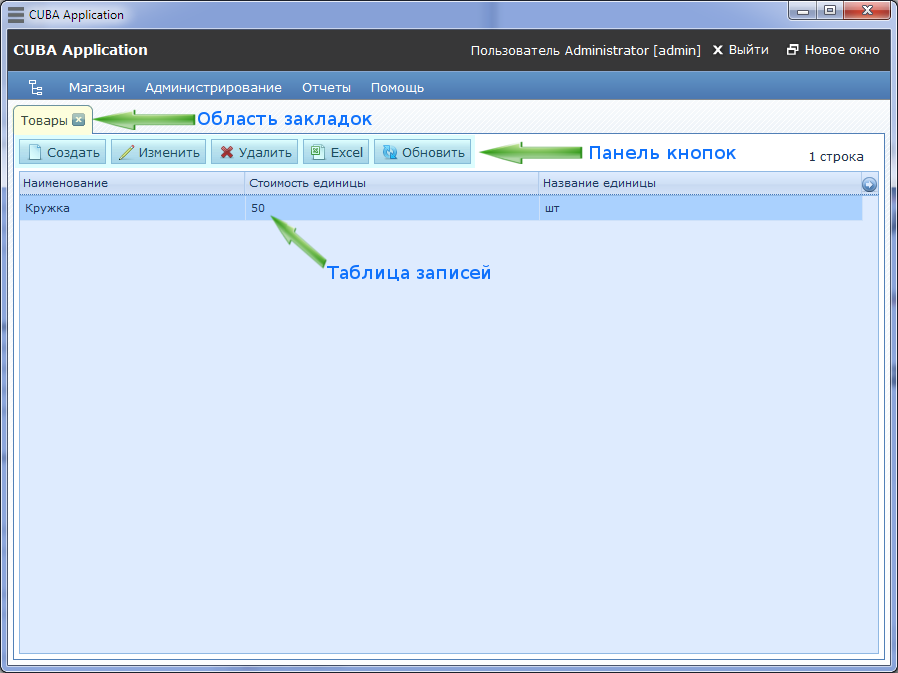 CUBA Application
CUBA Application Пользователь Administrator [admin] Выйти Новое окно
Магазин Администрирование Отчеты Помощь
Товары Область закладок
Создать Изменить Удалить Excel Обновить Панель кнопок 1 строка
Наименование Стоимость единицы Название единицы
Кружка 50 шт
Таблица записей